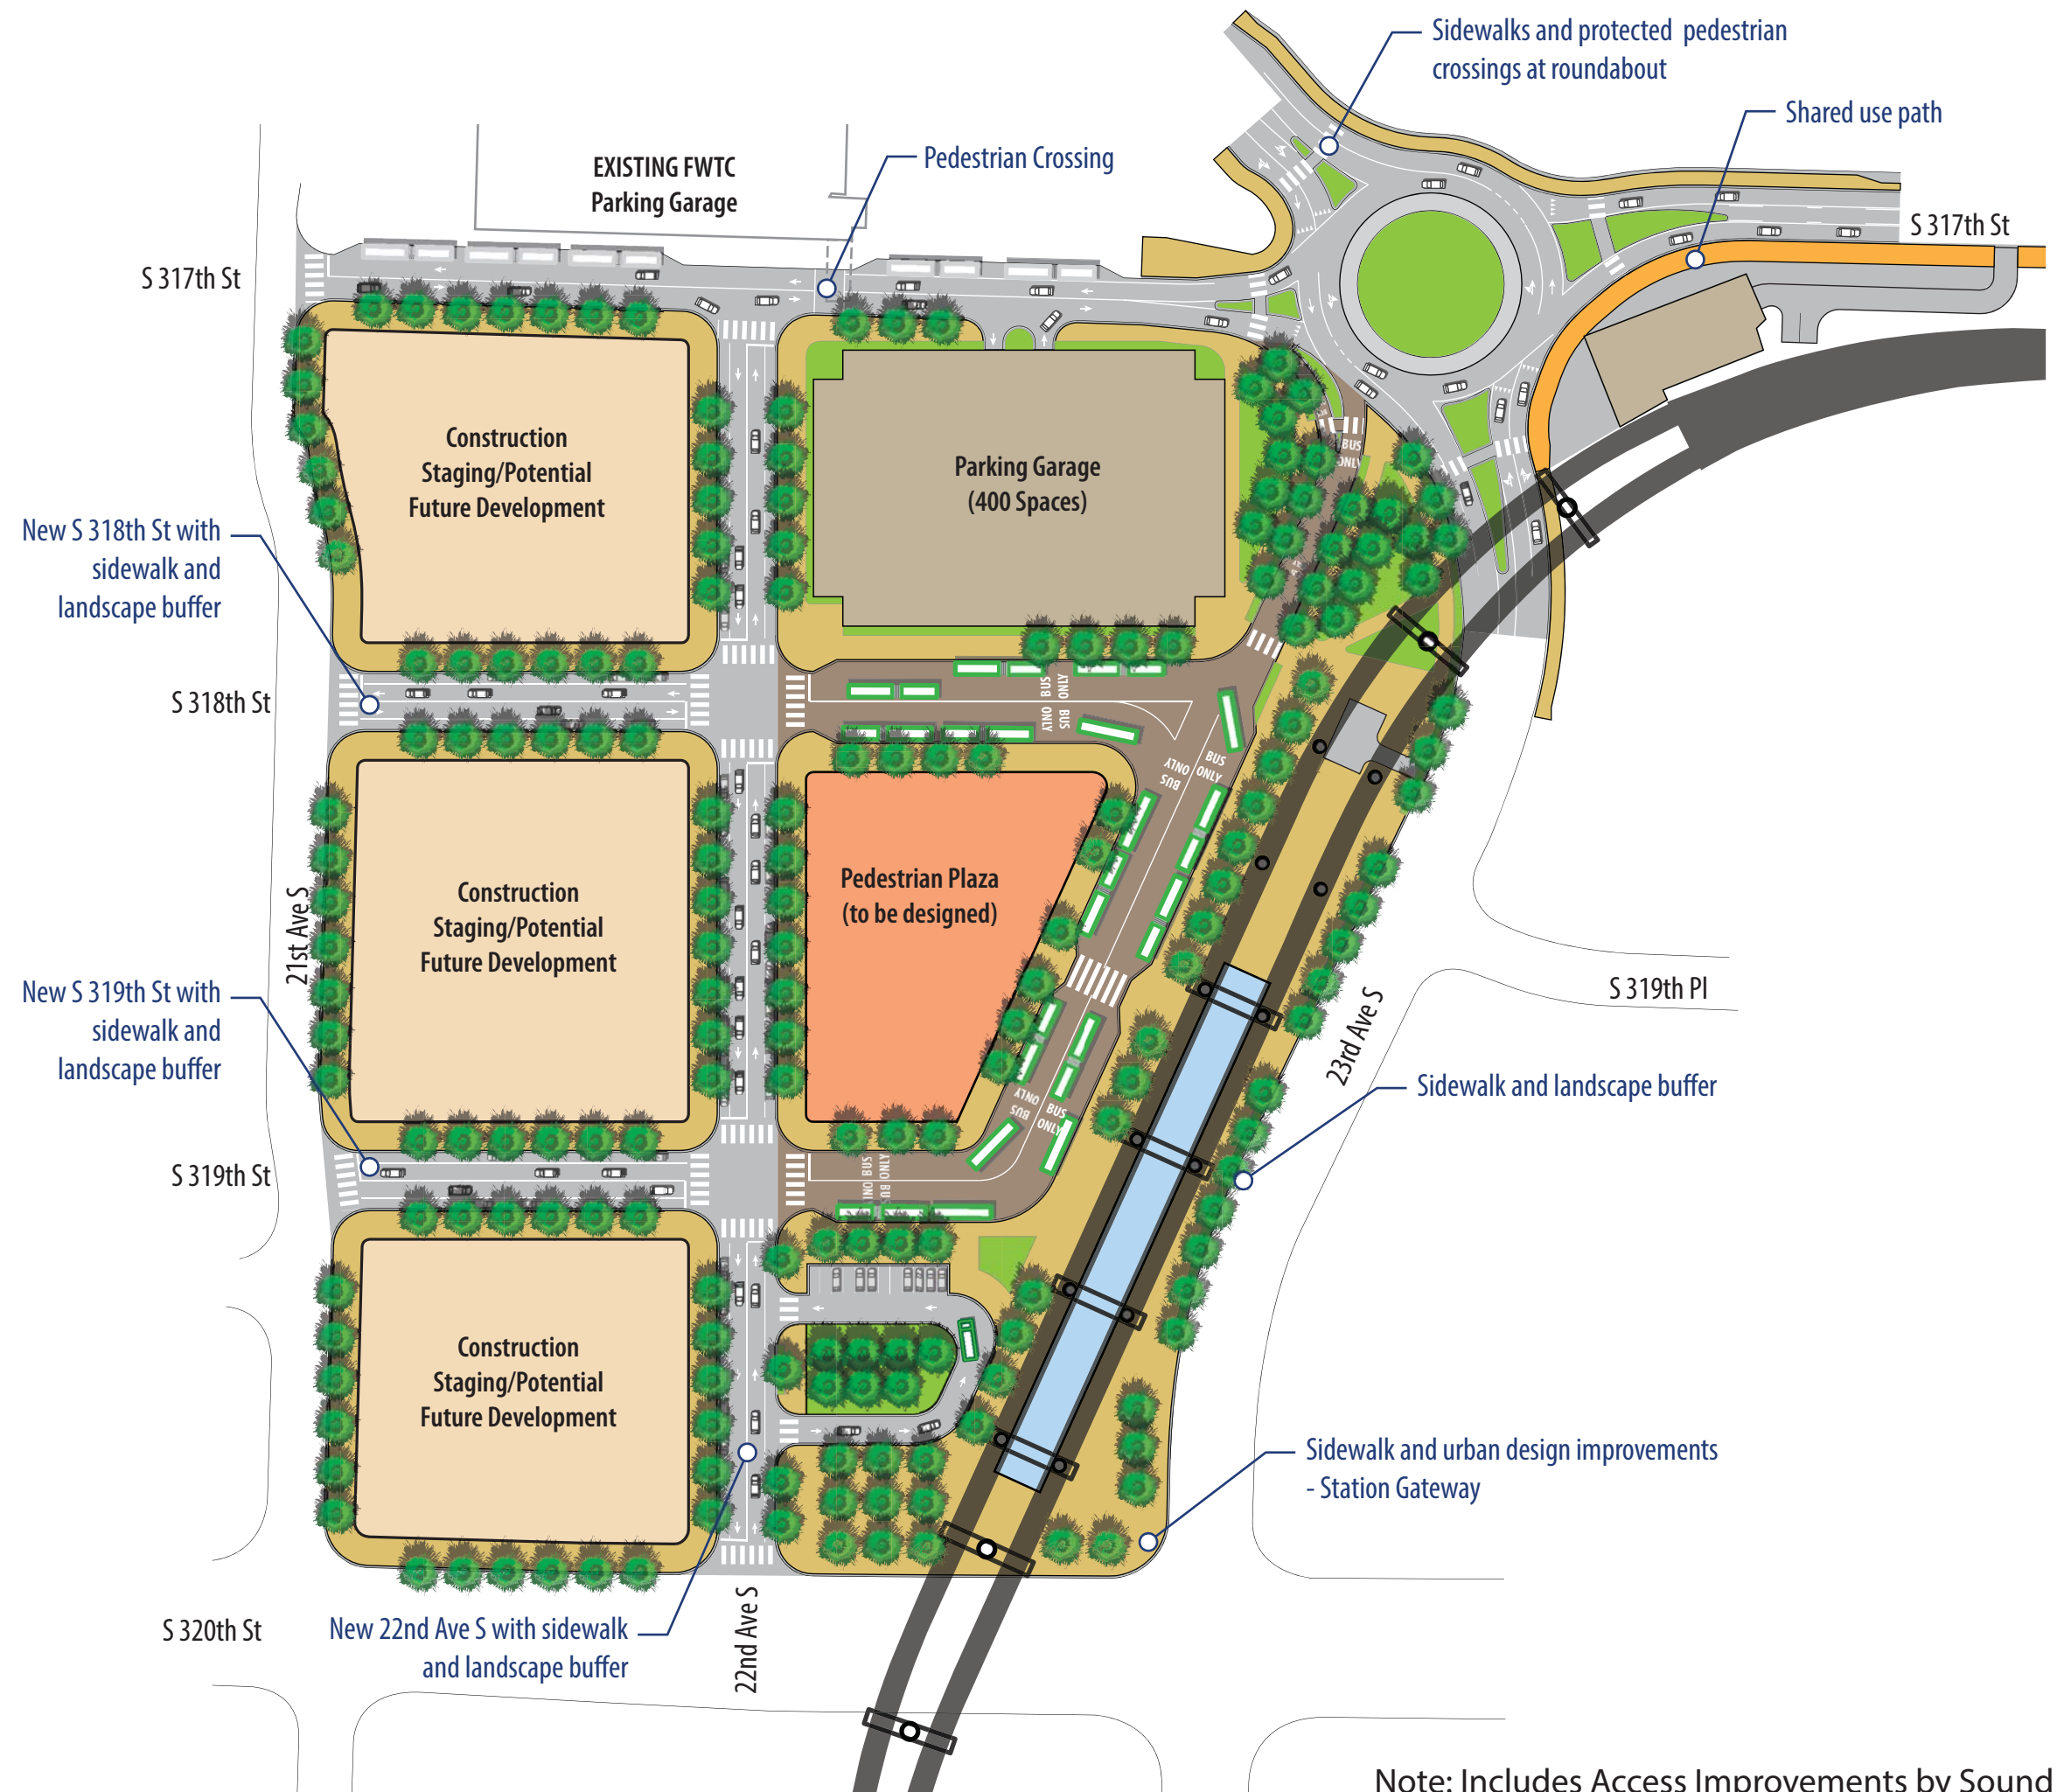 Sidewalks and protected pedestrian
crossings at roundabout
Shared use path
EXISTING FWTC
Parking Garage
Pedestrian Crossing
S 317th St
S 317th St
Construction
Staging/Potential
Future Development
Parking Garage
(400 Spaces)
BUS
ONLY
New S 318th St with
sidewalk and
landscape buffer
S 318th St
BUS ONLY
BUS ONLY
BUS ONLY
BUS ONLY
Construction
Staging/Potential
Future Development
Pedestrian Plaza
(to be designed)
21st Ave S
New S 319th St with
sidewalk and
landscape buffer
S 319th Pl
23rd Ave S
Sidewalk and landscape buffer
BUS ONLY
BUS ONLY
S 319th St
ONLY BUS
Construction
Staging/Potential
Future Development
Sidewalk and urban design improvements
- Station Gateway
S 320th St
New 22nd Ave S with sidewalk
and landscape buffer
22nd Ave S
Note: Includes Access Improvements by Sound